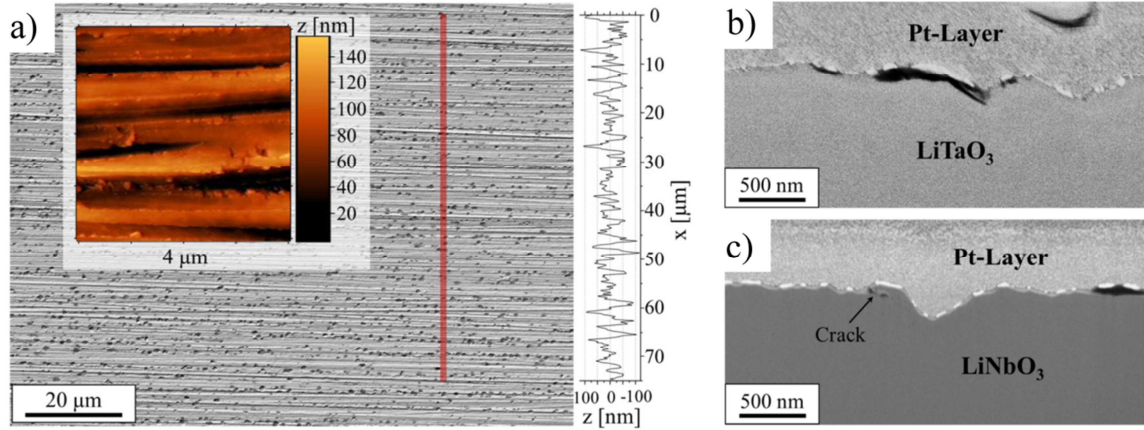 a)
z [nm]
140
120
100
80
60
40
20
4 μm
20 μm
0
10
20
30
40
50
60
70
x [μm]
100 0 -100
z [nm]
b)
Pt-Layer
LiTaO3
500 nm
c)
Pt-Layer
Crack
LiNbO3
500 nm